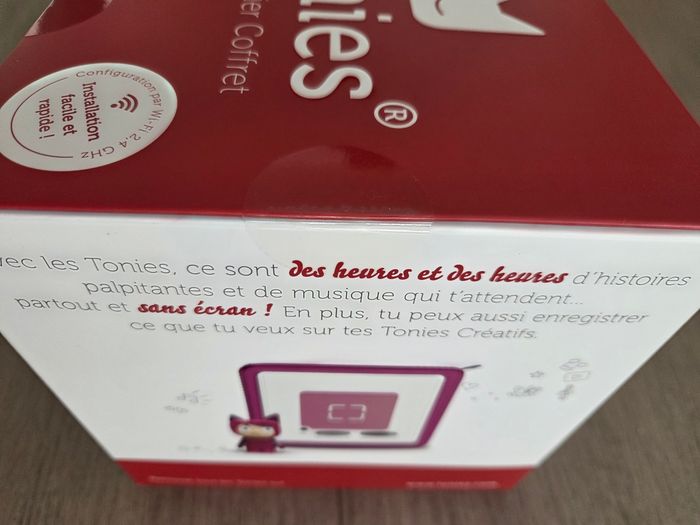 nies®
ier Coffret
Configuration par Wi-Fi 2,4 GHz
Installation
facile et
rapide !
vec les Tonies, ce sont des heures et des heures d'histoires
palpitantes et de musique qui t'attendent...
partout et sans écran ! En plus, tu peux aussi enregistrer
ce que tu veux sur tes Tonies Créatifs.